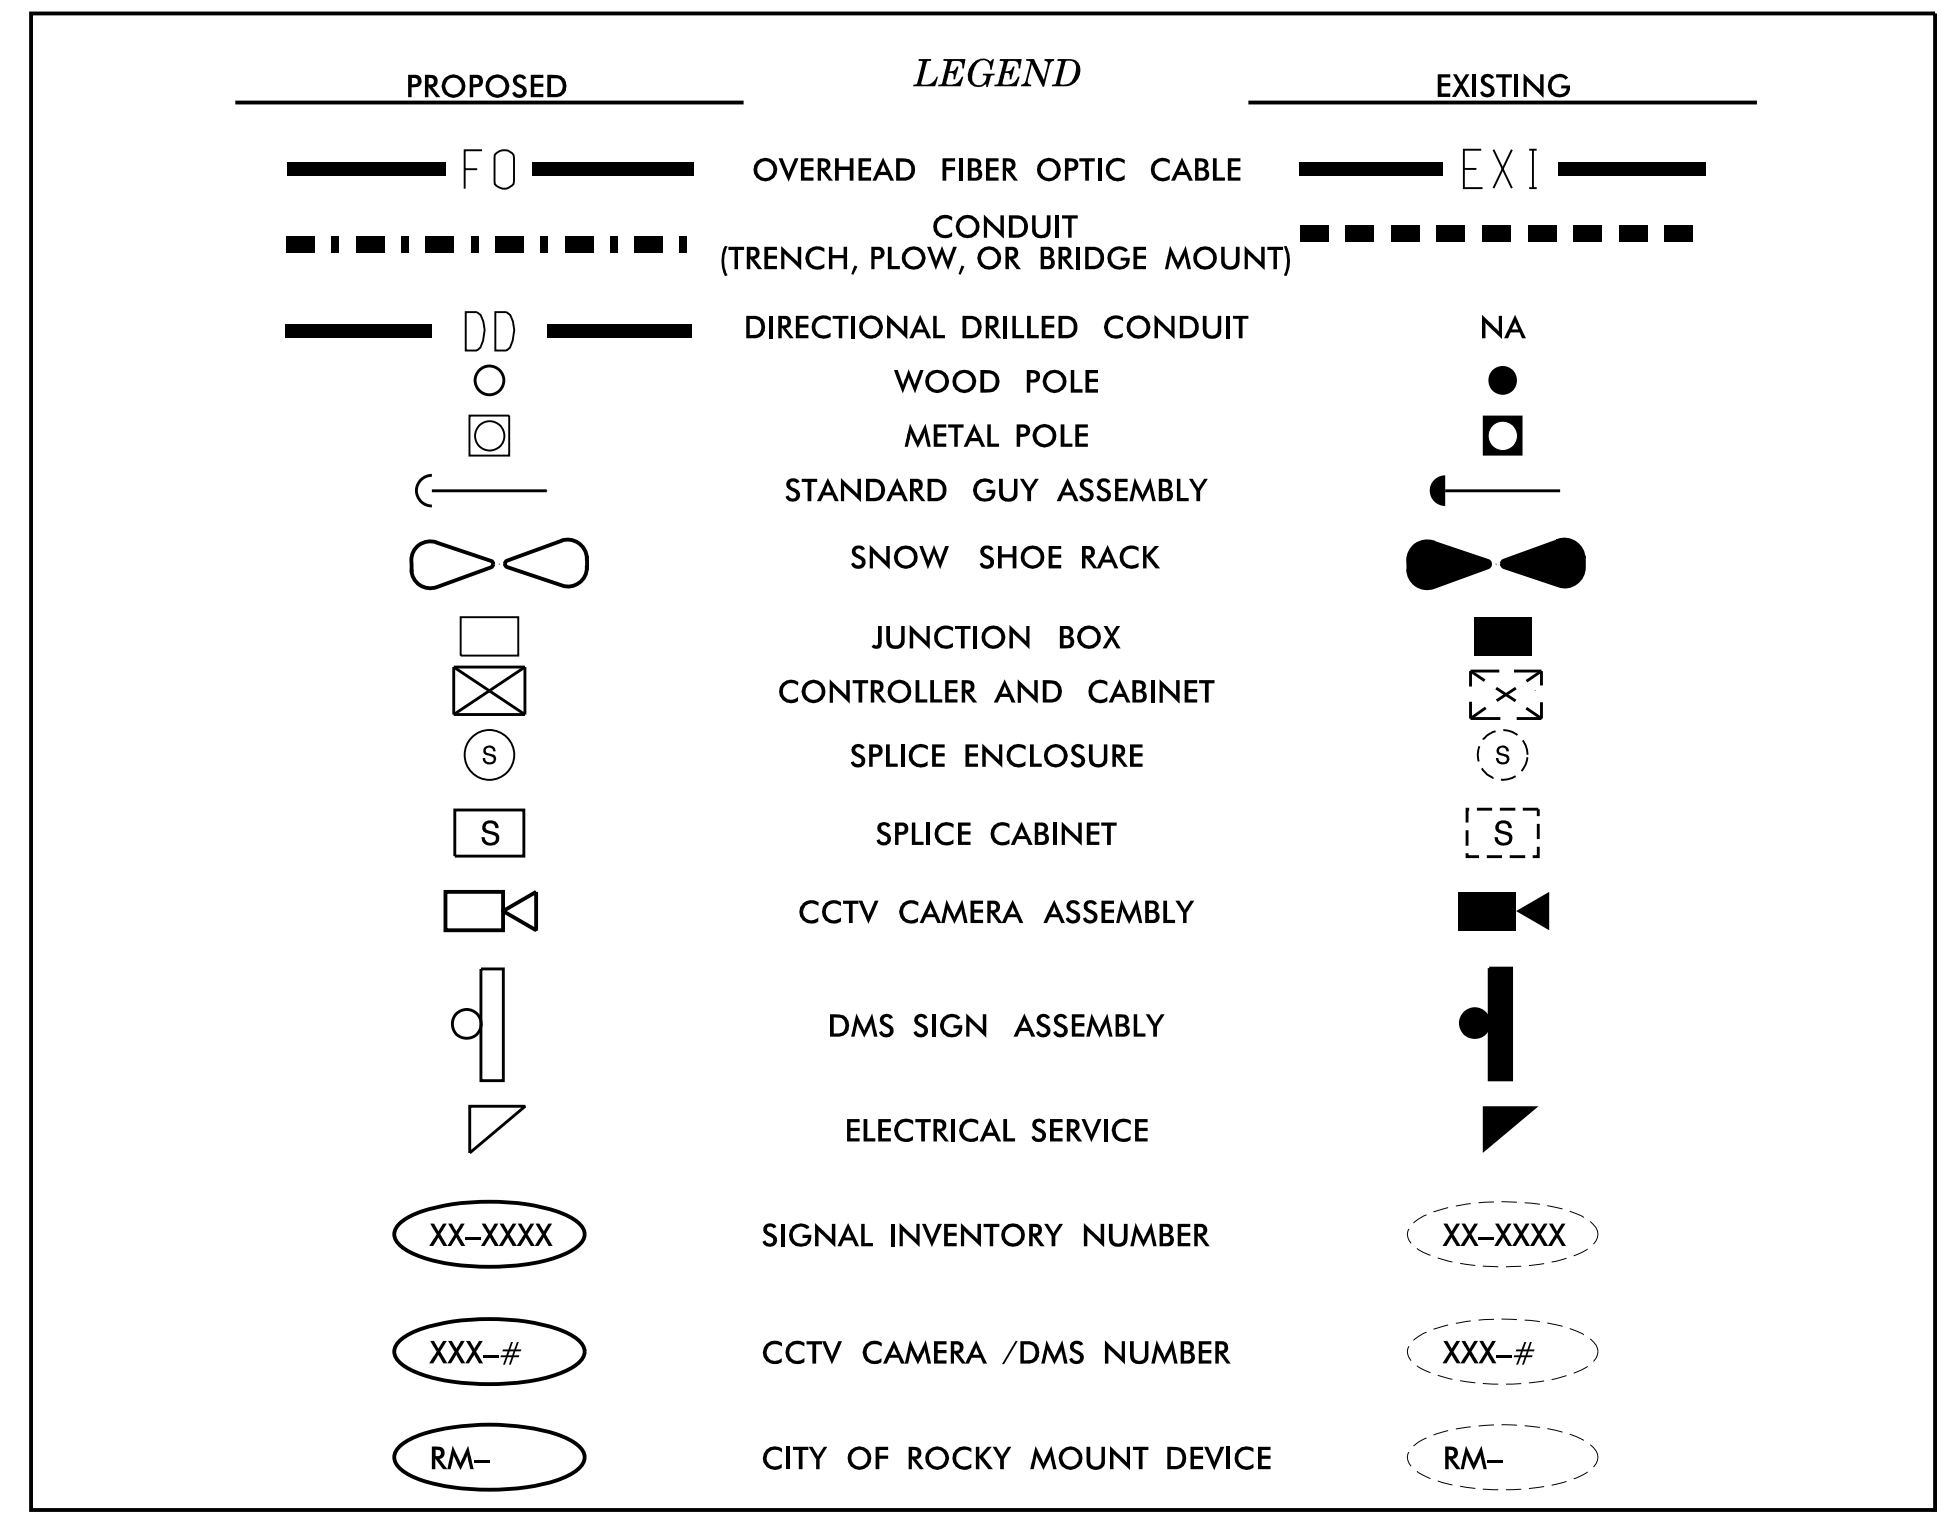 LEGEND
PROPOSED EXISTING
FO OVERHEAD FIBER OPTIC CABLE EXI
CONDUIT
(TRENCH, PLOW, OR BRIDGE MOUNT)
DD DIRECTIONAL DRILLED CONDUIT NA
WOOD POLE
METAL POLE
STANDARD GUY ASSEMBLY
SNOW SHOE RACK
JUNCTION BOX
CONTROLLER AND CABINET
S SPLICE ENCLOSURE S
S SPLICE CABINET S
CCTV CAMERA ASSEMBLY
DMS SIGN ASSEMBLY
ELECTRICAL SERVICE
XX-XXXX SIGNAL INVENTORY NUMBER XX-XXXX
XXX-# CCTV CAMERA /DMS NUMBER XXX-#
RM- CITY OF ROCKY MOUNT DEVICE RM-